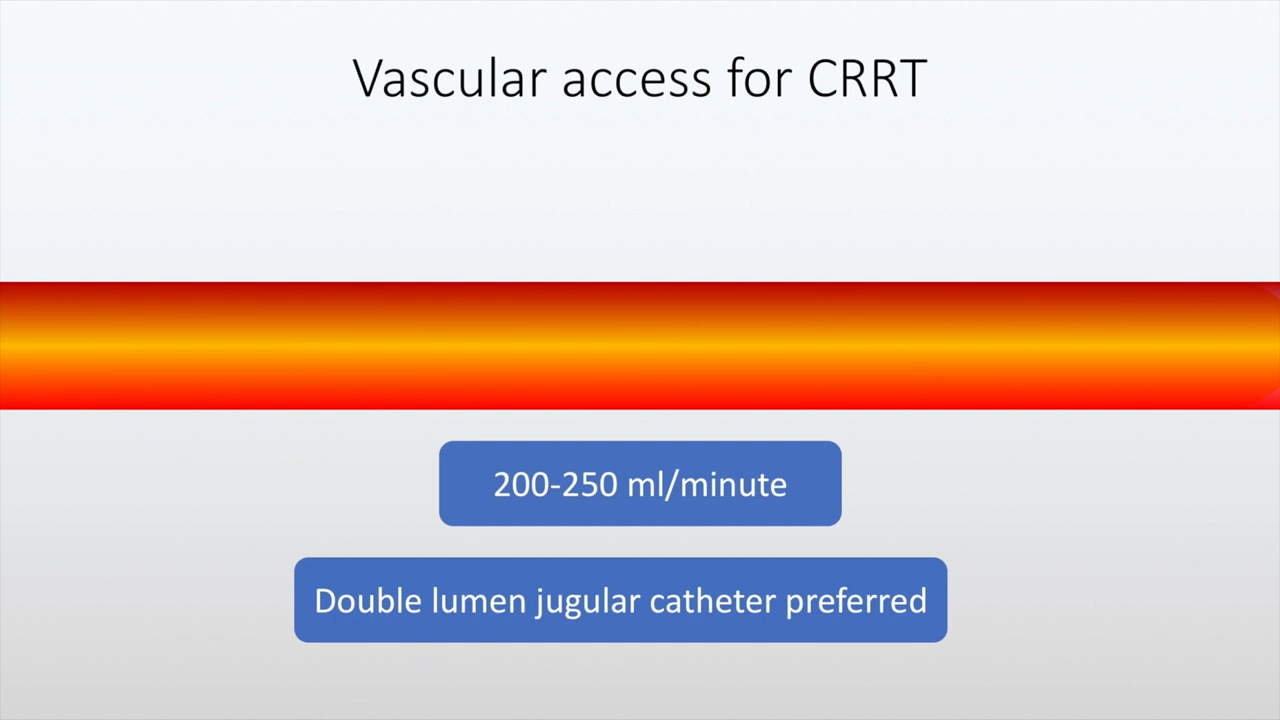 Vascular access for CRRT
200-250 ml/minute
Double lumen jugular catheter preferred